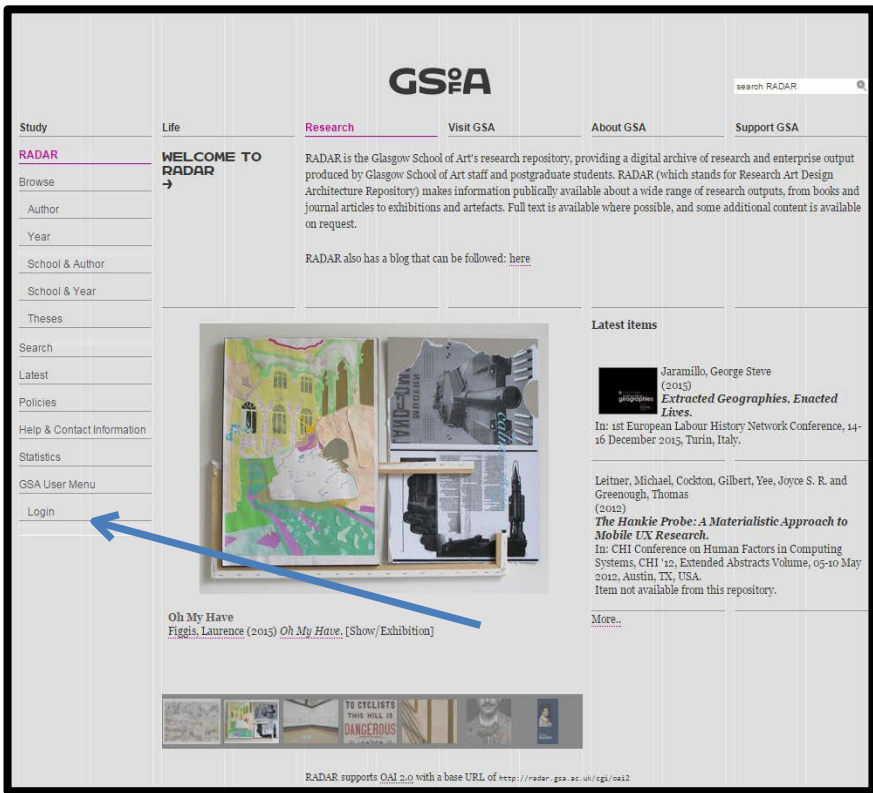 GSOFA
search RADAR
Study
Life
Research
Visit GSA
About GSA
Support GSA
RADAR
Browse
Author
Year
School & Author
School & Year
Theses
Search
Latest
Policies
Help & Contact Information
Statistics
GSA User Menu
Login
WELCOME TO
RADAR
→
RADAR is the Glasgow School of Art's research repository, providing a digital archive of research and enterprise output
produced by Glasgow School of Art staff and postgraduate students. RADAR (which stands for Research Art Design
Architecture Repository) makes information publically available about a wide range of research outputs, from books and
journal articles to exhibitions and artefacts. Full text is available where possible, and some additional content is available
on request.
RADAR also has a blog that can be followed: here
Oh My Have
Figgis, Laurence (2015) Oh My Have. [Show/Exhibition]
TO CYCLISTS
THIS HILL IS
DANGEROUS
Latest items
geographies
Jaramillo, George Steve
(2015)
Extracted Geographies, Enacted
Lives.
In: 1st European Labour History Network Conference, 14-
16 December 2015, Turin, Italy.
Leitner, Michael, Cockton, Gilbert, Yee, Joyce S. R. and
Greenough, Thomas
(2012)
The Hankie Probe: A Materialistic Approach to
Mobile UX Research.
In: CHI Conference on Human Factors in Computing
Systems, CHI '12, Extended Abstracts Volume, 05-10 May
2012, Austin, TX, USA.
Item not available from this repository.
More..
RADAR supports OAI 2.0 with a base URL of http://radar.gsa.ac.uk/cgi/oai2